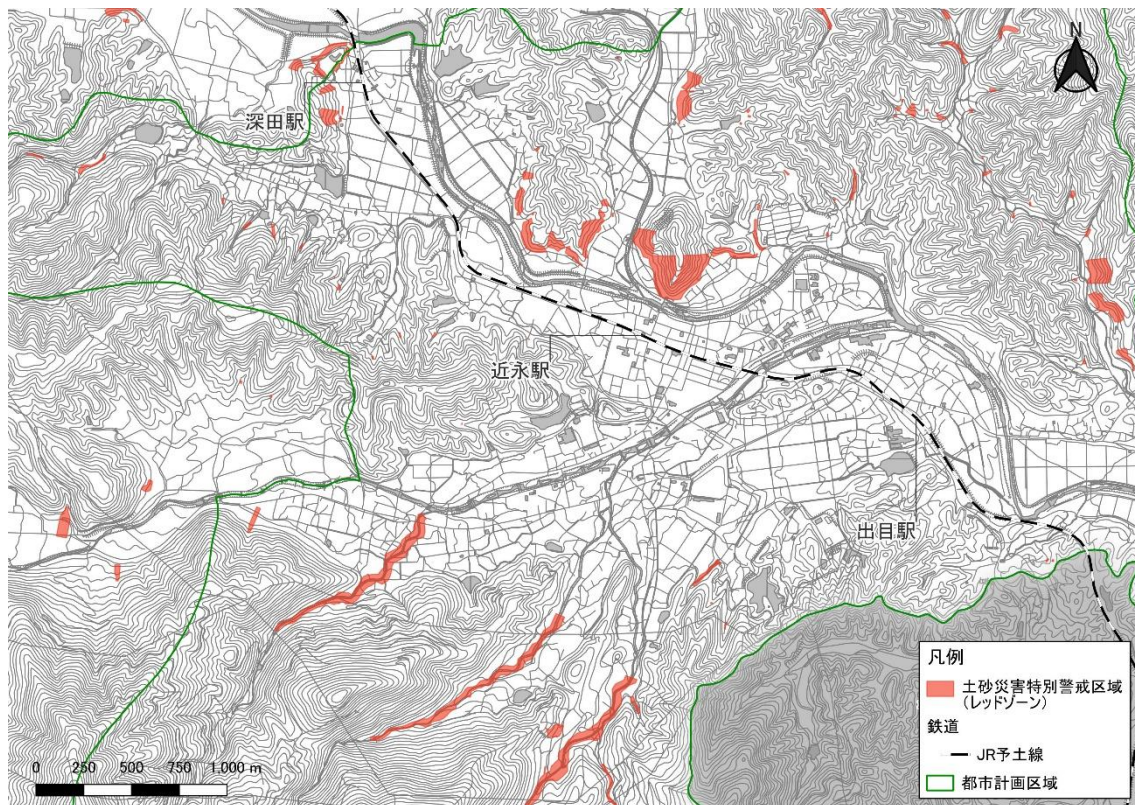 N
深田駅
近永駅
出目駅
凡例
土砂災害特別警戒区域
(レッドゾーン)
鉄道
JR予土線
都市計画区域
0 250 500 750 1,000 m